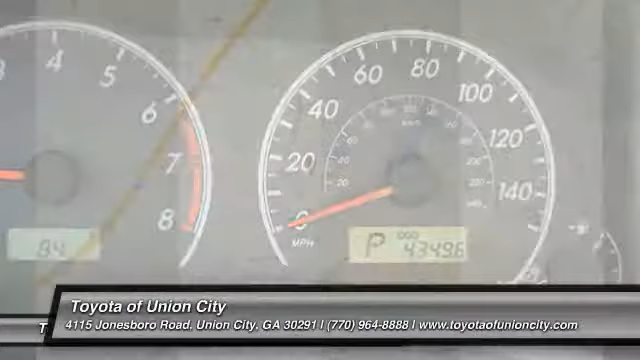 4 5 6 7 8
84
0 20 40 60 80 100 120 140
MPH
P ODO 43496
Toyota of Union City
4115 Jonesboro Road, Union City, GA 30291 | (770) 964-8888 | www.toyotaofunioncity.com